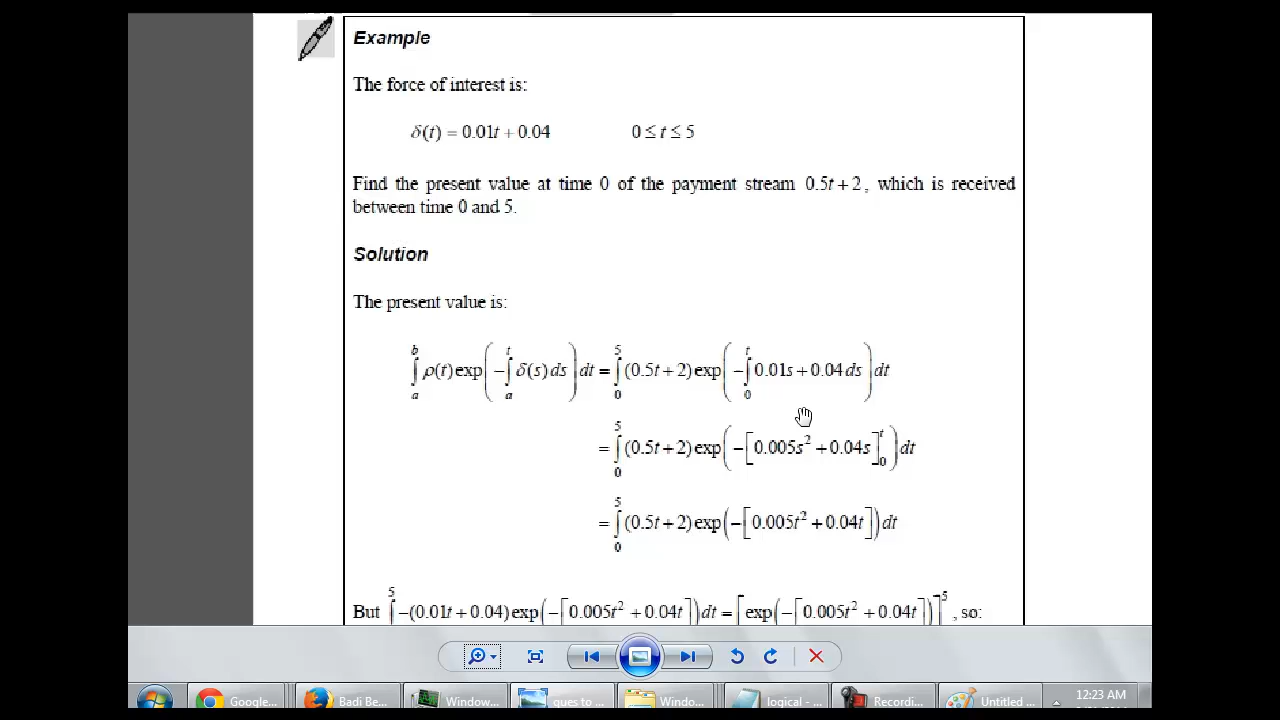 Example
The force of interest is:
δ(t) = 0.01t + 0.04 0 ≤ t ≤ 5
Find the present value at time 0 of the payment stream 0.5t + 2, which is received
between time 0 and 5.
Solution
The present value is:
∫_a^b ρ(t) exp(−∫_a^t δ(s) ds) dt = ∫_0^5 (0.5t + 2) exp(−∫_0^t 0.01s + 0.04 ds) dt
= ∫_0^5 (0.5t + 2) exp(−[0.005s² + 0.04s]_0^t) dt
= ∫_0^5 (0.5t + 2) exp(−[0.005t² + 0.04t]) dt
But ∫^5 −(0.01t + 0.04) exp(−[0.005t² + 0.04t]) dt = [exp(−[0.005t² + 0.04t])]^5, so:
Google...
Badi Be...
Window...
ques to ...
Windo...
logical - ...
Recordi...
Untitled ...
12:23 AM